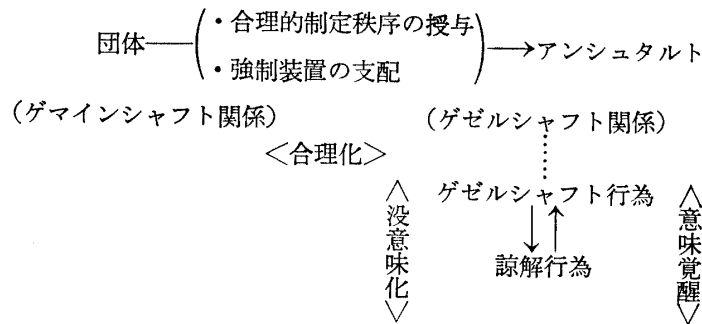 団体
・合理的制定秩序の授与
・強制装置の支配
アンシュタルト
(ゲマインシャフト関係)
(ゲゼルシャフト関係)
<合理化>
ゲゼルシャフト行為
諒解行為
<没意味化>
<意味覚醒>